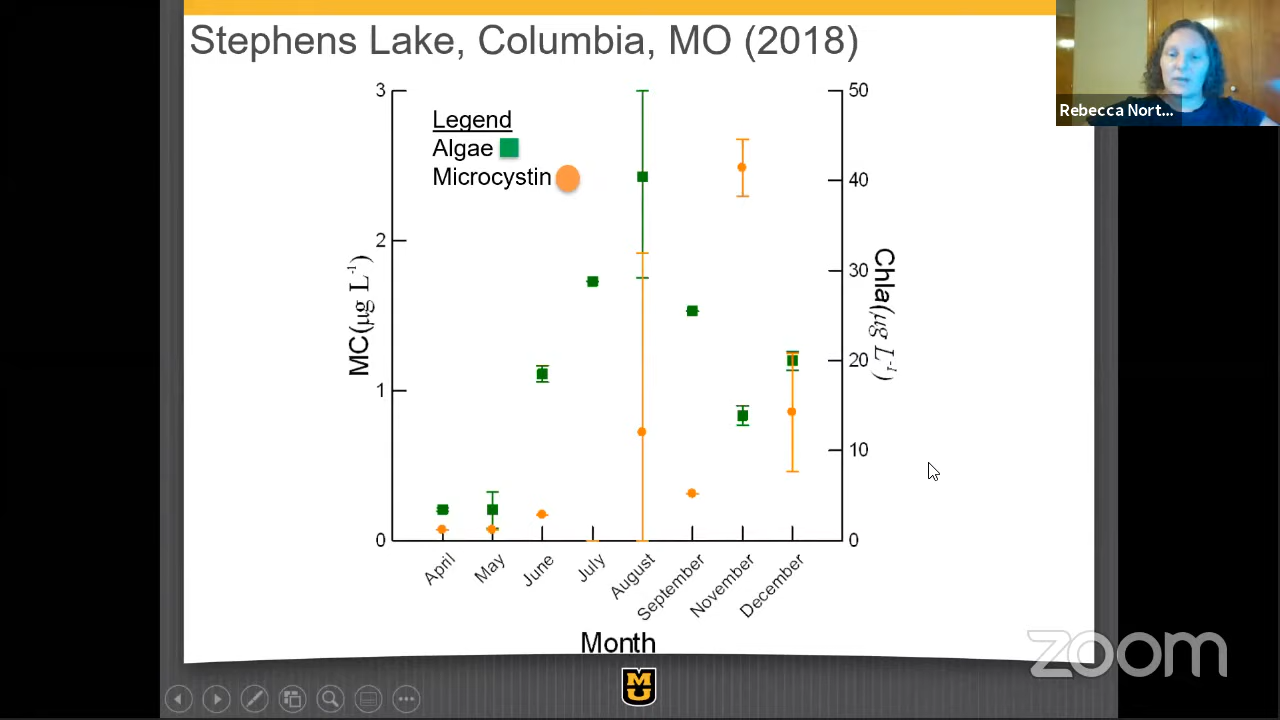 Stephens Lake, Columbia, MO (2018)
Rebecca Nort...
Legend
Algae
Microcystin
3
2
1
0
MC(µg L⁻¹)
50
40
30
20
10
0
Chla(µg L⁻¹)
April
May
June
July
August
September
November
December
Month
MU
zoom